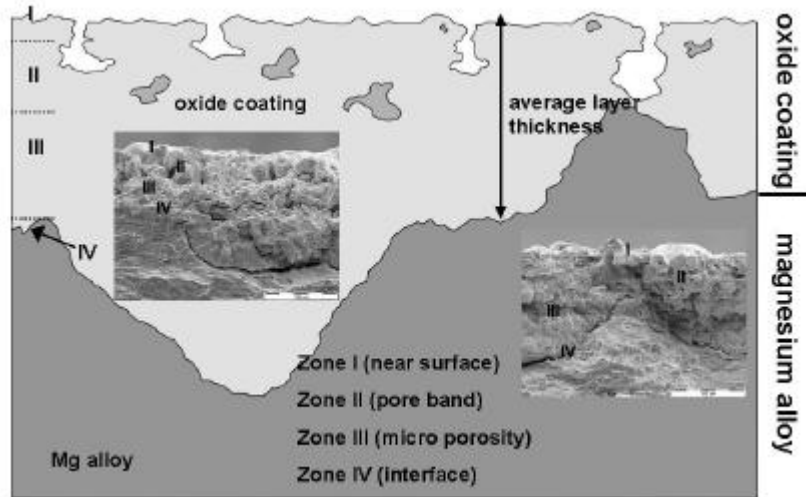 I
II
III
IV
oxide coating
average layer
thickness
I
II
III
IV
I
II
III
IV
Zone I (near surface)
Zone II (pore band)
Zone III (micro porosity)
Zone IV (interface)
Mg alloy
oxide coating
magnesium alloy